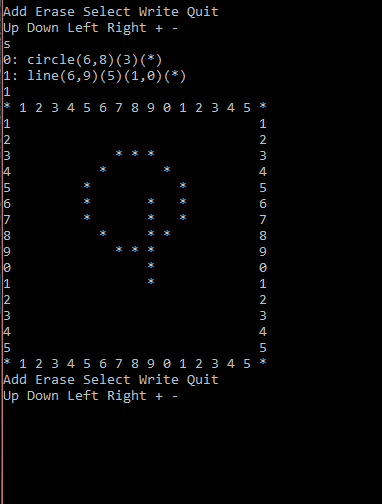 Add Erase Select Write Quit
Up Down Left Right + -
s
0: circle(6,8)(3)(*)
1: line(6,9)(5)(1,0)(*)
1
* 1 2 3 4 5 6 7 8 9 0 1 2 3 4 5 *
1                               1
2                               2
3             * * *             3
4           *       *           4
5         *           *         5
6         *       *   *         6
7         *       *   *         7
8           *     * *           8
9             * * *             9
0                 *             0
1                 *             1
2                               2
3                               3
4                               4
5                               5
* 1 2 3 4 5 6 7 8 9 0 1 2 3 4 5 *
Add Erase Select Write Quit
Up Down Left Right + -